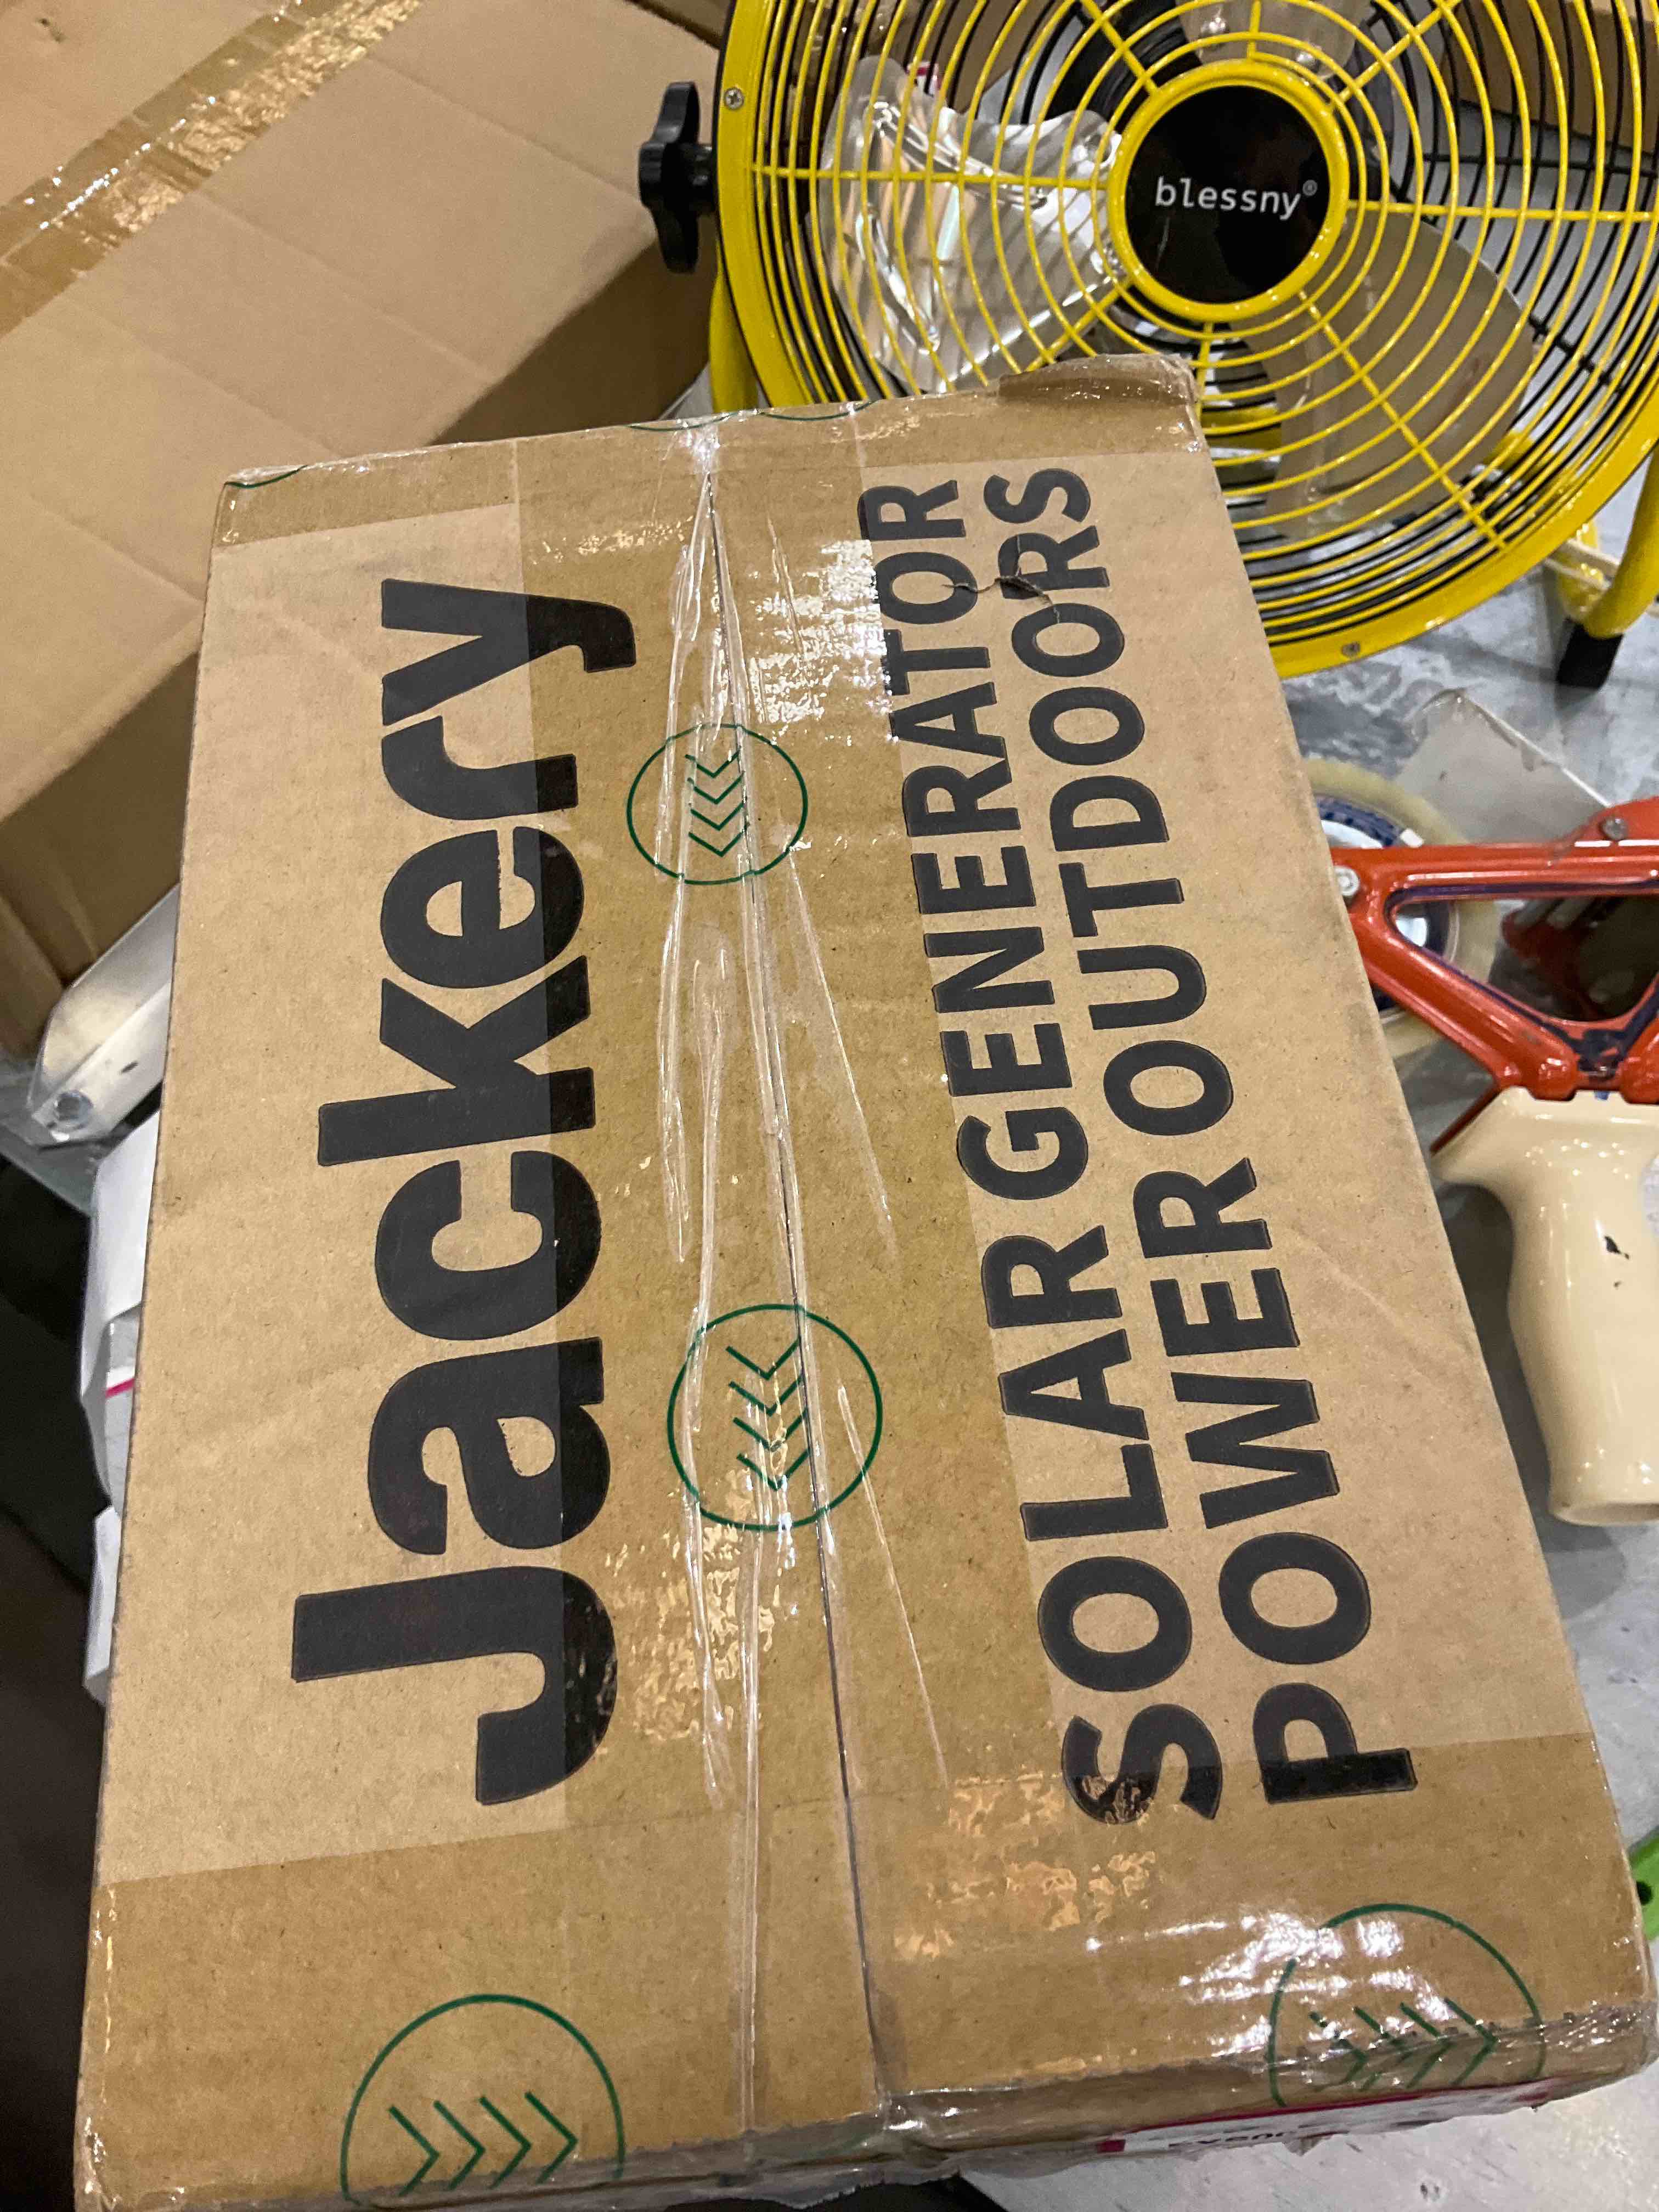 blessny®
Jackery
SOLAR GENERATOR
POWER OUTDOORS